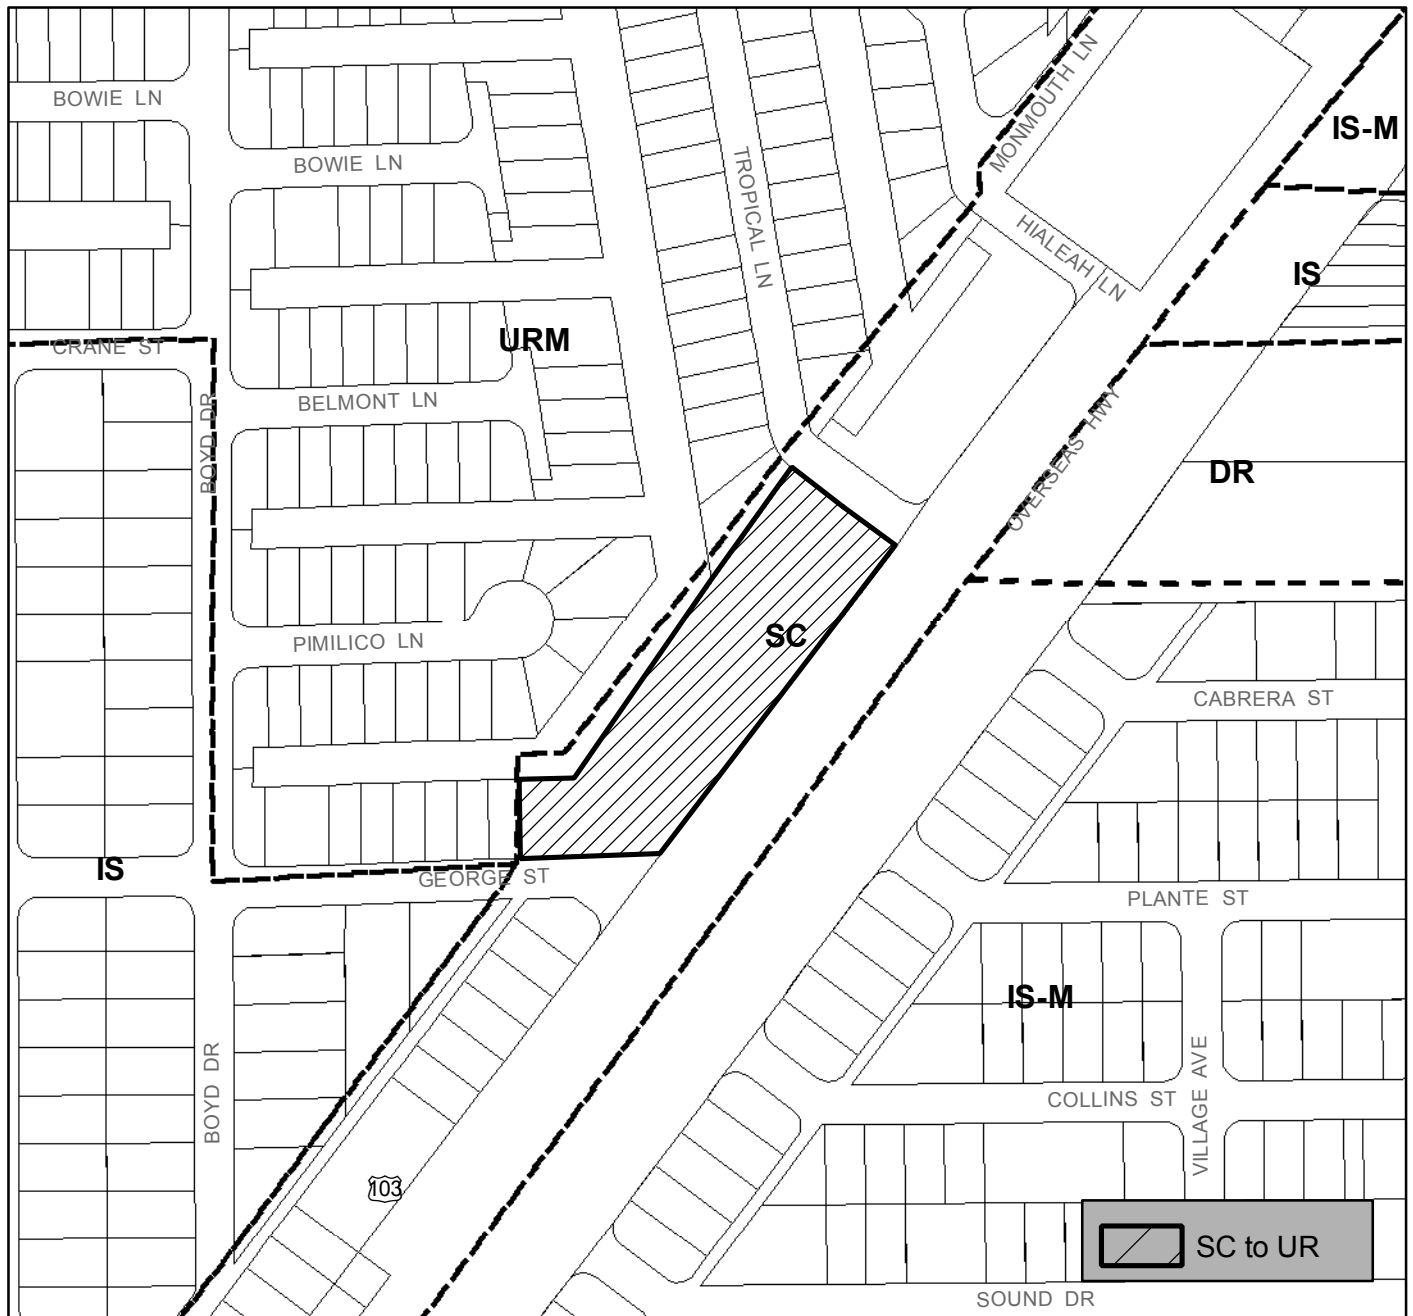 BOWIE LN
BOWIE LN
TROPICAL LN
MONMOUTH LN
IS-M
HIALEAH LN
IS
CRANE ST
URM
BOYD DR
BELMONT LN
OVERSEAS HWY
DR
SC
PIMILICO LN
CABRERA ST
IS
GEORGE ST
PLANTE ST
IS-M
BOYD DR
COLLINS ST
VILLAGE AVE
103
SC to UR
SOUND DR